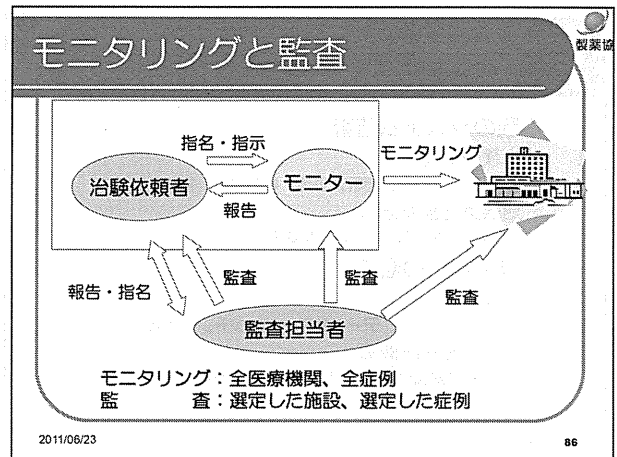 製薬協
モニタリングと監査
指名・指示
モニタリング
治験依頼者
モニター
報告
報告・指名
監査
監査
監査
監査担当者
モニタリング：全医療機関、全症例
監　　　査：選定した施設、選定した症例
2011/06/23
86